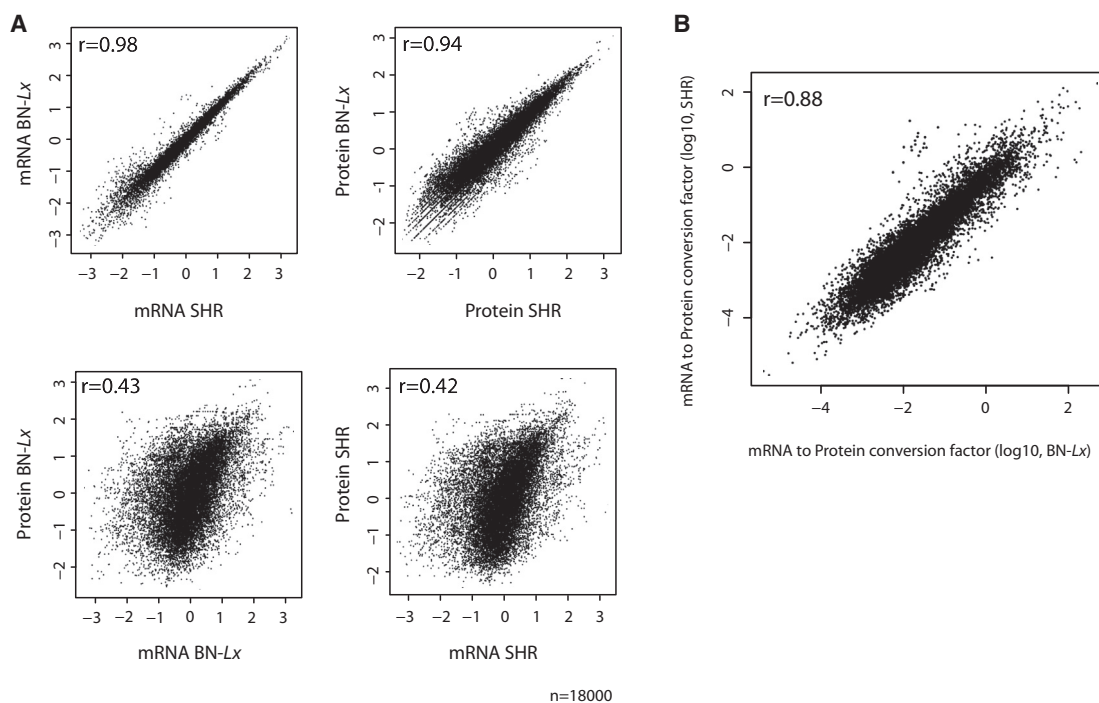 A
r=0.98
3
2
1
0
−1
−2
−3
mRNA BN-Lx
−3 −2 −1 0 1 2 3
mRNA SHR
r=0.94
3
2
1
0
−1
−2
Protein BN-Lx
−2 -1 0 1 2 3
Protein SHR
r=0.43
3
2
1
0
−1
−2
Protein BN-Lx
−3 −2 −1 0 1 2 3
mRNA BN-Lx
r=0.42
3
2
1
0
−1
−2
Protein SHR
−3 −2 −1 0 1 2 3
mRNA SHR
n=18000
B
r=0.88
2
0
−2
−4
mRNA to Protein conversion factor (log10, SHR)
−4 −2 0 2
mRNA to Protein conversion factor (log10, BN-Lx)